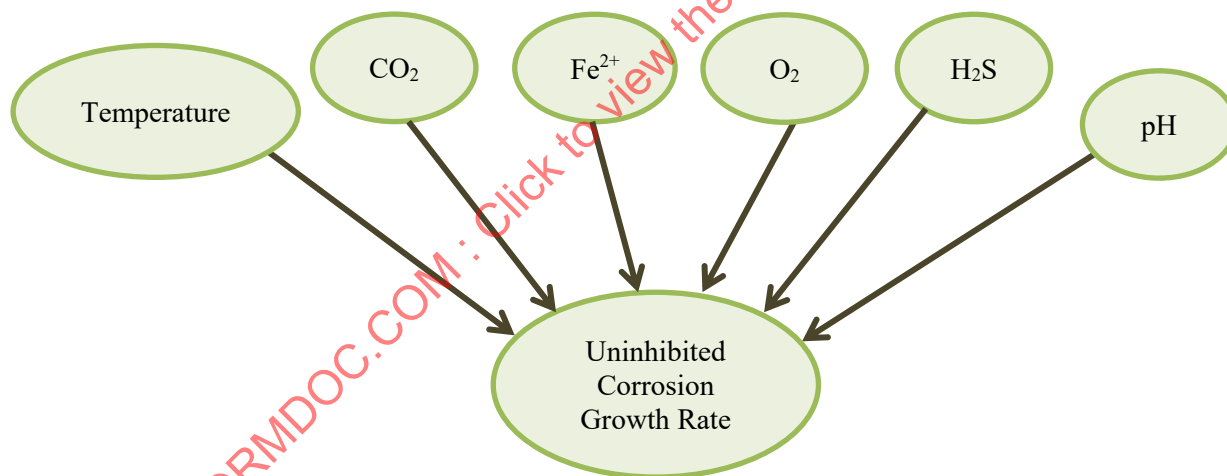 Temperature
CO₂
Fe²⁺
O₂
H₂S
pH
Uninhibited
Corrosion
Growth Rate
RMDOC.COM : Click to view the